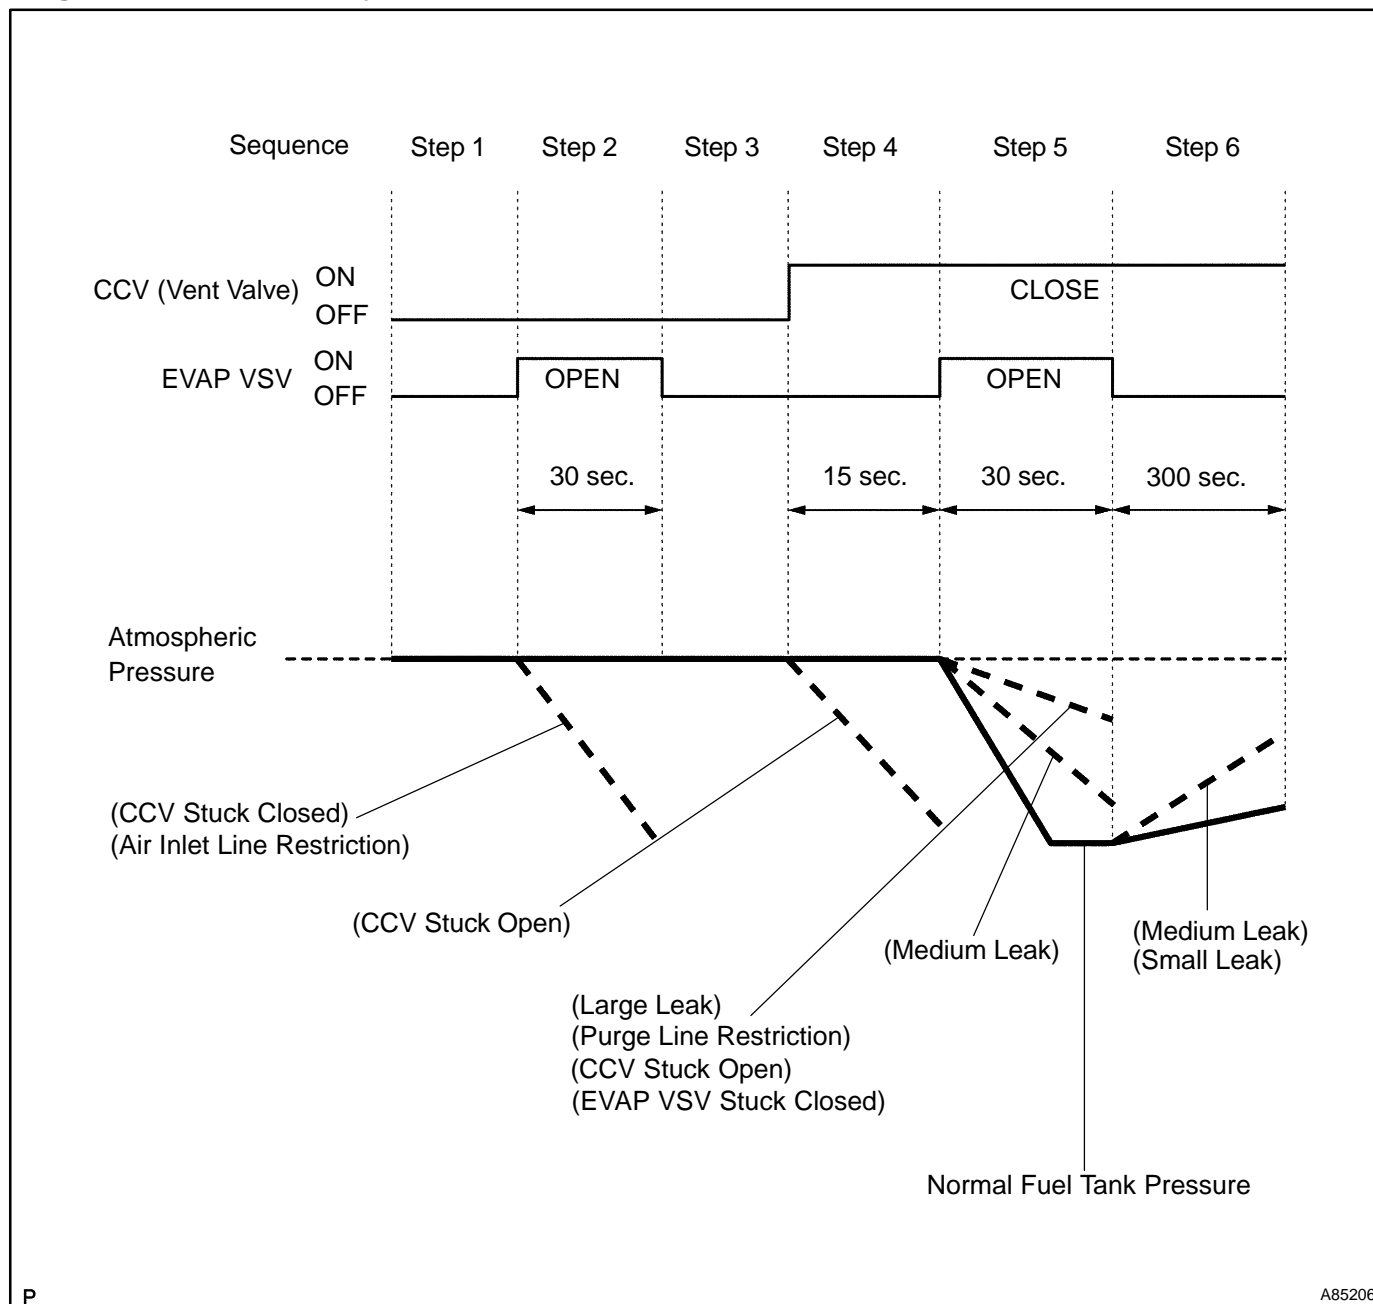 Sequence Step 1 Step 2 Step 3 Step 4 Step 5 Step 6
CCV (Vent Valve) ON
OFF
CLOSE
EVAP VSV ON
OFF
OPEN
OPEN
30 sec. 15 sec. 30 sec. 300 sec.
Atmospheric
Pressure
(CCV Stuck Closed)
(Air Inlet Line Restriction)
(CCV Stuck Open)
(Medium Leak)
(Medium Leak)
(Small Leak)
(Large Leak)
(Purge Line Restriction)
(CCV Stuck Open)
(EVAP VSV Stuck Closed)
Normal Fuel Tank Pressure
P
A85206